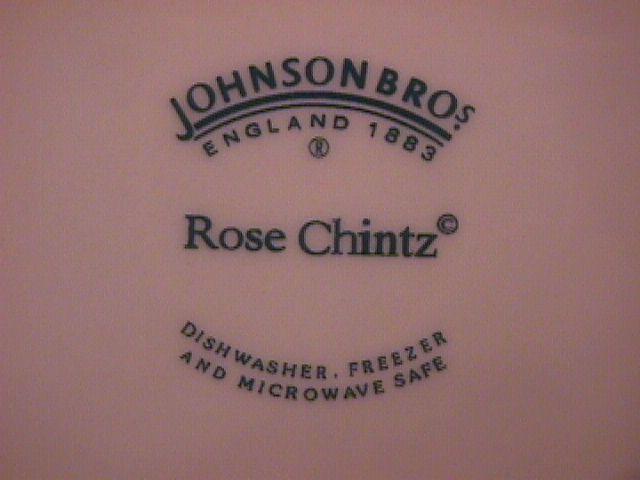 JOHNSON BROS.
ENGLAND 1883
®
Rose Chintz©
DISHWASHER, FREEZER
AND MICROWAVE SAFE